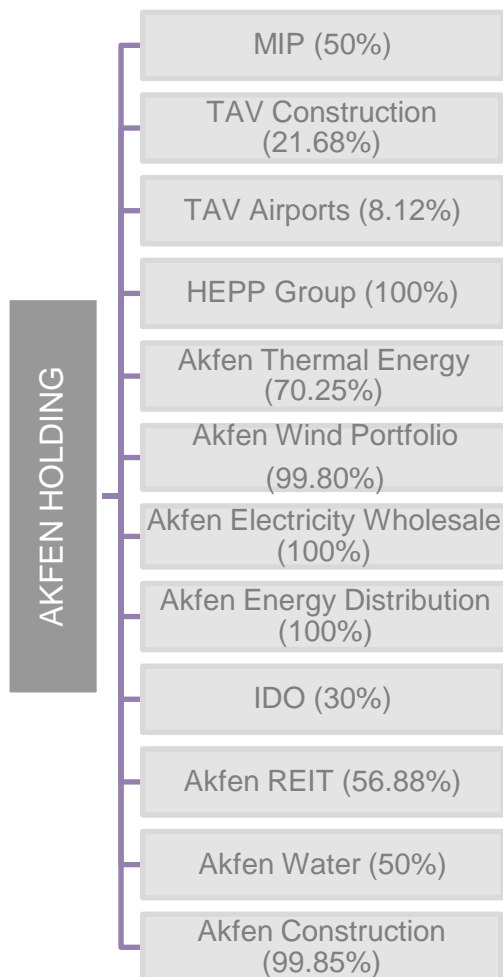 AKFEN HOLDING
MIP (50%)
TAV Construction
(21.68%)
TAV Airports (8.12%)
HEPP Group (100%)
Akfen Thermal Energy
(70.25%)
Akfen Wind Portfolio
(99.80%)
Akfen Electricity Wholesale
(100%)
Akfen Energy Distribution
(100%)
IDO (30%)
Akfen REIT (56.88%)
Akfen Water (50%)
Akfen Construction
(99.85%)